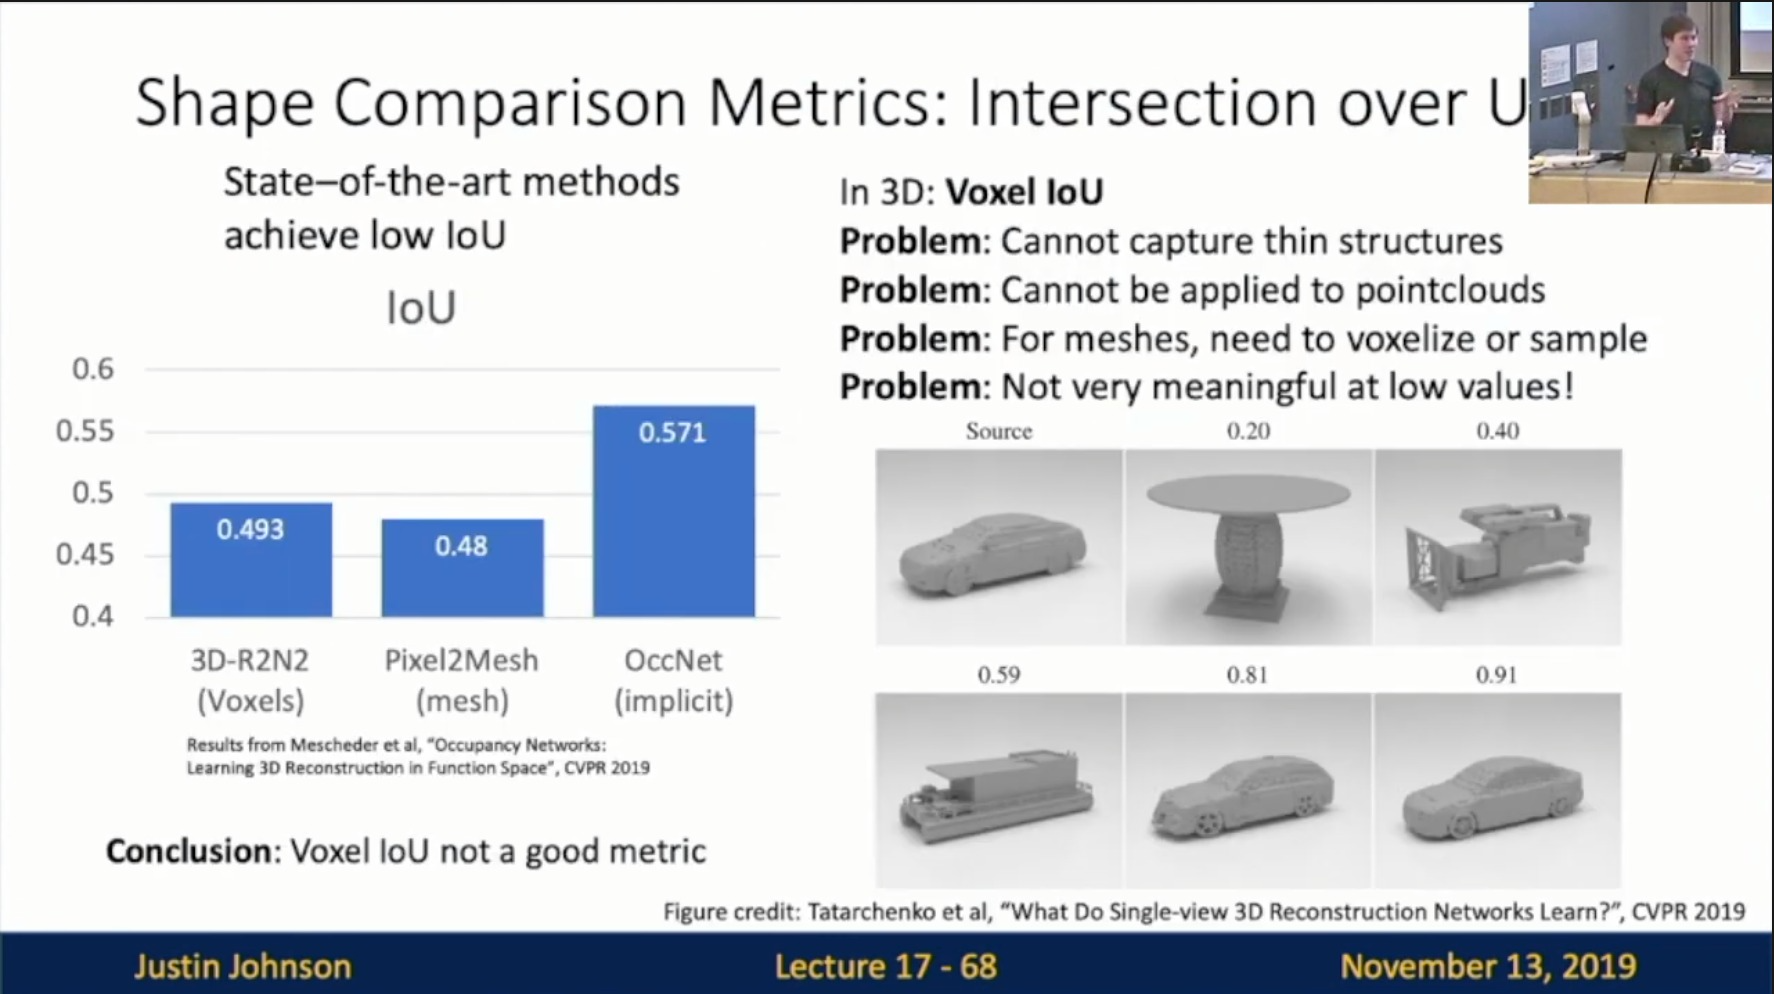 Shape Comparison Metrics: Intersection over U
State–of-the-art methods
achieve low IoU
IoU
0.6
0.55
0.5
0.45
0.4
0.493
0.48
0.571
3D-R2N2
(Voxels)
Pixel2Mesh
(mesh)
OccNet
(implicit)
Results from Mescheder et al, “Occupancy Networks:
Learning 3D Reconstruction in Function Space”, CVPR 2019
Conclusion: Voxel IoU not a good metric
In 3D: Voxel IoU
Problem: Cannot capture thin structures
Problem: Cannot be applied to pointclouds
Problem: For meshes, need to voxelize or sample
Problem: Not very meaningful at low values!
Source 0.20 0.40
0.59 0.81 0.91
Figure credit: Tatarchenko et al, “What Do Single-view 3D Reconstruction Networks Learn?”, CVPR 2019
Justin Johnson Lecture 17 - 68 November 13, 2019